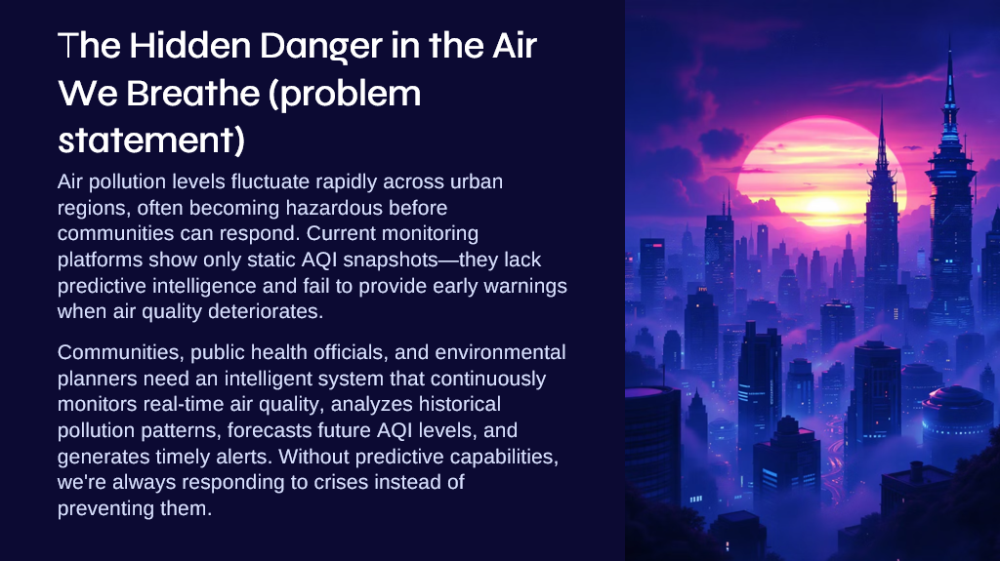 The Hidden Danger in the Air
We Breathe (problem
statement)
Air pollution levels fluctuate rapidly across urban
regions, often becoming hazardous before
communities can respond. Current monitoring
platforms show only static AQI snapshots—they lack
predictive intelligence and fail to provide early warnings
when air quality deteriorates.
Communities, public health officials, and environmental
planners need an intelligent system that continuously
monitors real-time air quality, analyzes historical
pollution patterns, forecasts future AQI levels, and
generates timely alerts. Without predictive capabilities,
we're always responding to crises instead of
preventing them.